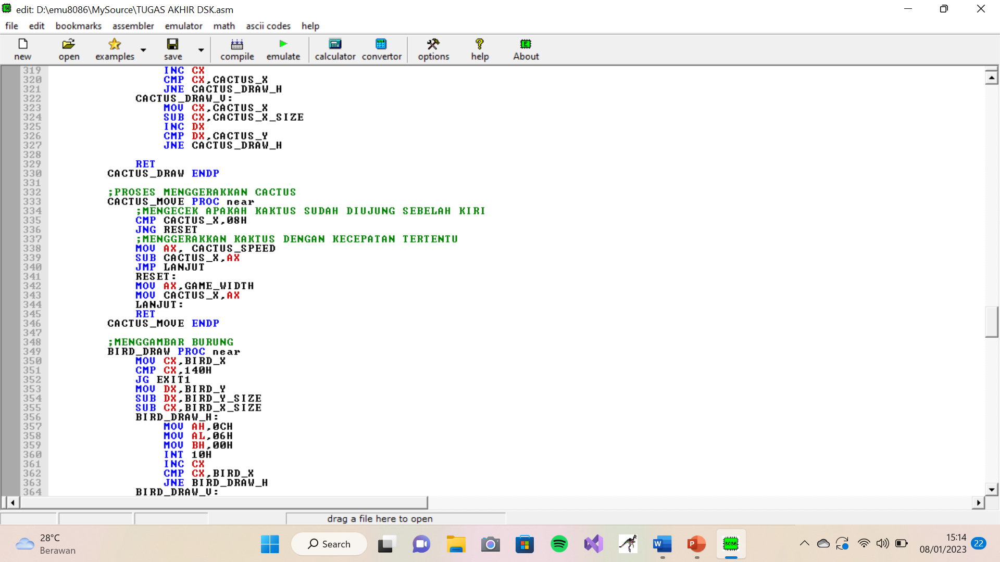 edit: D:\emu8086\MySource\TUGAS AKHIR DSK.asm
file edit bookmarks assembler emulator math ascii codes help
new open examples save compile emulate calculator convertor options help About
319 INC CX
320 CMP CX,CACTUS_X
321 JNE CACTUS_DRAW_H
322 CACTUS_DRAW_V:
323 MOV CX,CACTUS_X
324 SUB CX,CACTUS_X_SIZE
325 INC DX
326 CMP DX,CACTUS_Y
327 JNE CACTUS_DRAW_H
328
329 RET
330 CACTUS_DRAW ENDP
331
332 ;PROSES MENGGERAKKAN CACTUS
333 CACTUS_MOVE PROC near
334 ;MENGECEK APAKAH KAKTUS SUDAH DIUJUNG SEBELAH KIRI
335 CMP CACTUS_X,08H
336 JNG RESET
337 ;MENGGERAKKAN KAKTUS DENGAN KECEPATAN TERTENTU
338 MOV AX, CACTUS_SPEED
339 SUB CACTUS_X,AX
340 JMP LANJUT
341 RESET:
342 MOV AX,GAME_WIDTH
343 MOV CACTUS_X,AX
344 LANJUT:
345 RET
346 CACTUS_MOVE ENDP
347
348 ;MENGGAMBAR BURUNG
349 BIRD_DRAW PROC near
350 MOV CX,BIRD_X
351 CMP CX,140H
352 JG EXIT1
353 MOV DX,BIRD_Y
354 SUB DX,BIRD_Y_SIZE
355 SUB CX,BIRD_X_SIZE
356 BIRD_DRAW_H:
357 MOV AH,0CH
358 MOV AL,06H
359 MOV BH,00H
360 INT 10H
361 INC CX
362 CMP CX,BIRD_X
363 JNE BIRD_DRAW_H
364 BIRD_DRAW_V:
drag a file here to open
28°C
Berawan
Search
W
P
8086
15:14
08/01/2023
22